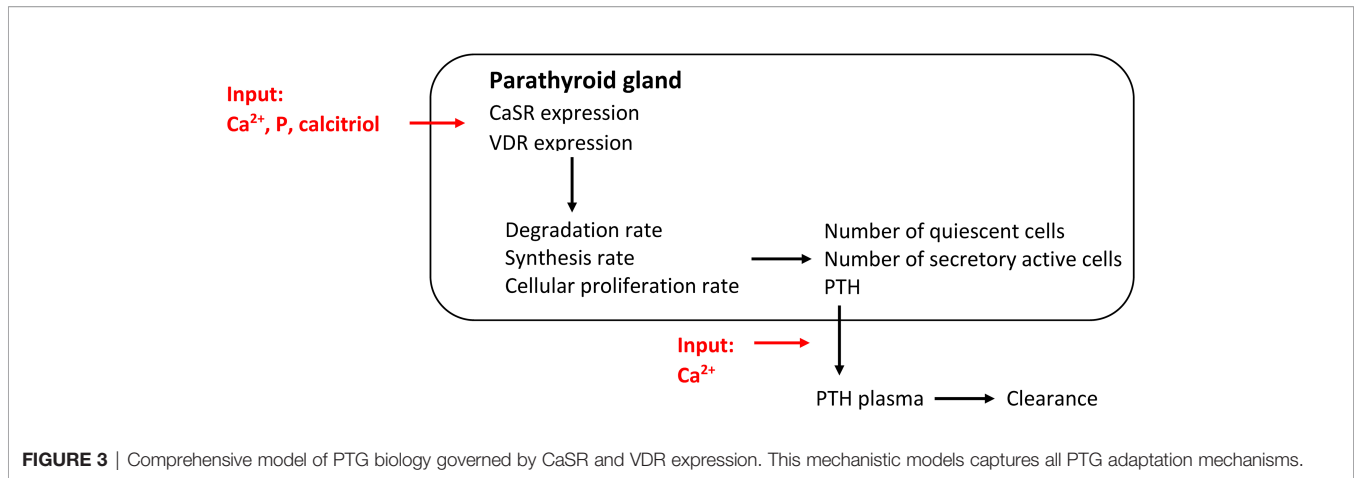 Parathyroid gland
Input:
CaSR expression
Ca²⁺, P, calcitriol
VDR expression
Degradation rate
Synthesis rate
Cellular proliferation rate
Number of quiescent cells
Number of secretory active cells
PTH
Input:
Ca²⁺
PTH plasma
Clearance
FIGURE 3 | Comprehensive model of PTG biology governed by CaSR and VDR expression. This mechanistic models captures all PTG adaptation mechanisms.